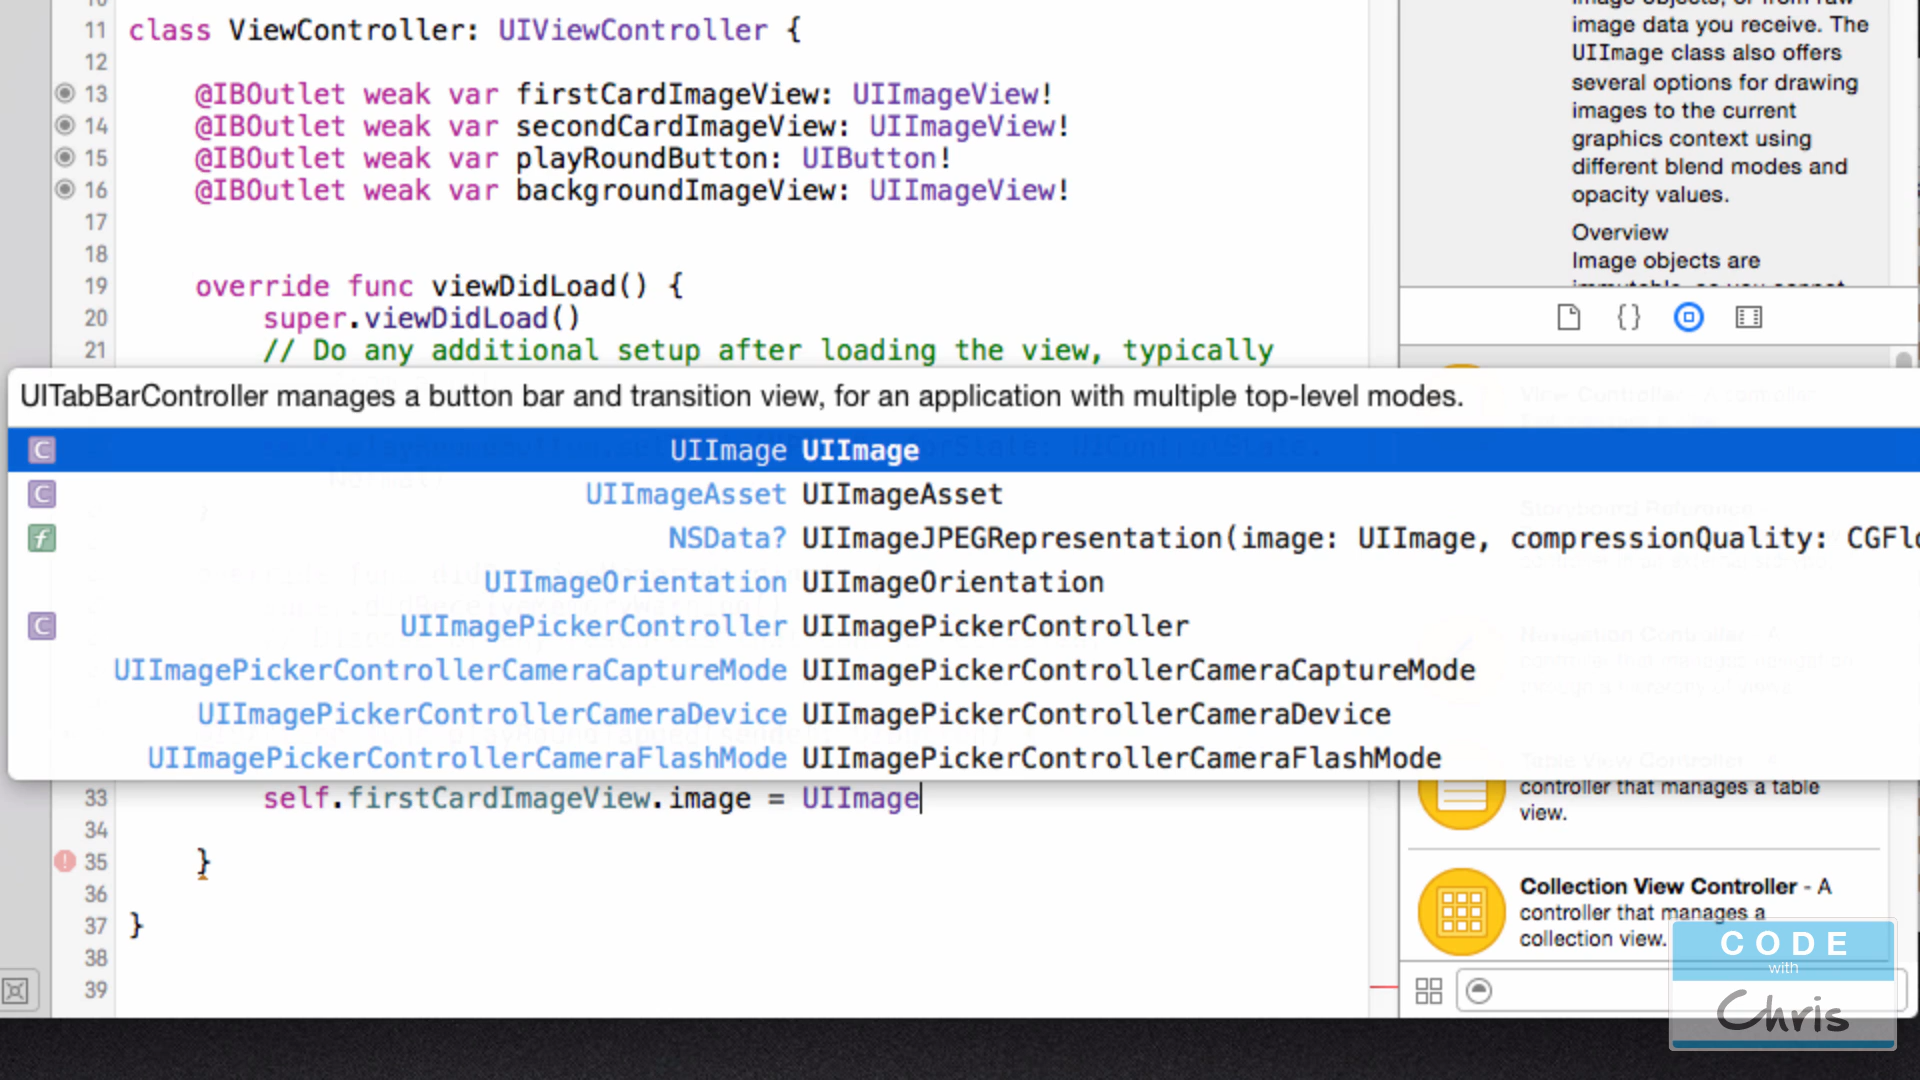 11 class ViewController: UIViewController {
12
13 @IBOutlet weak var firstCardImageView: UIImageView!
14 @IBOutlet weak var secondCardImageView: UIImageView!
15 @IBOutlet weak var playRoundButton: UIButton!
16 @IBOutlet weak var backgroundImageView: UIImageView!
17
18
19 override func viewDidLoad() {
20 super.viewDidLoad()
21 // Do any additional setup after loading the view, typically
UITabBarController manages a button bar and transition view, for an application with multiple top-level modes.
C UIImage UIImage
C UIImageAsset UIImageAsset
f NSData? UIImageJPEGRepresentation(image: UIImage, compressionQuality: CGFlo
UIImageOrientation UIImageOrientation
C UIImagePickerController UIImagePickerController
UIImagePickerControllerCameraCaptureMode UIImagePickerControllerCameraCaptureMode
UIImagePickerControllerCameraDevice UIImagePickerControllerCameraDevice
UIImagePickerControllerCameraFlashMode UIImagePickerControllerCameraFlashMode
33 self.firstCardImageView.image = UIImage
34
35 }
36
37 }
38
39
image data you receive. The
UIImage class also offers
several options for drawing
images to the current
graphics context using
different blend modes and
opacity values.
Overview
Image objects are
{}
controller that manages a table
view.
Collection View Controller - A
controller that manages a
collection view.
CODE
with
Chris